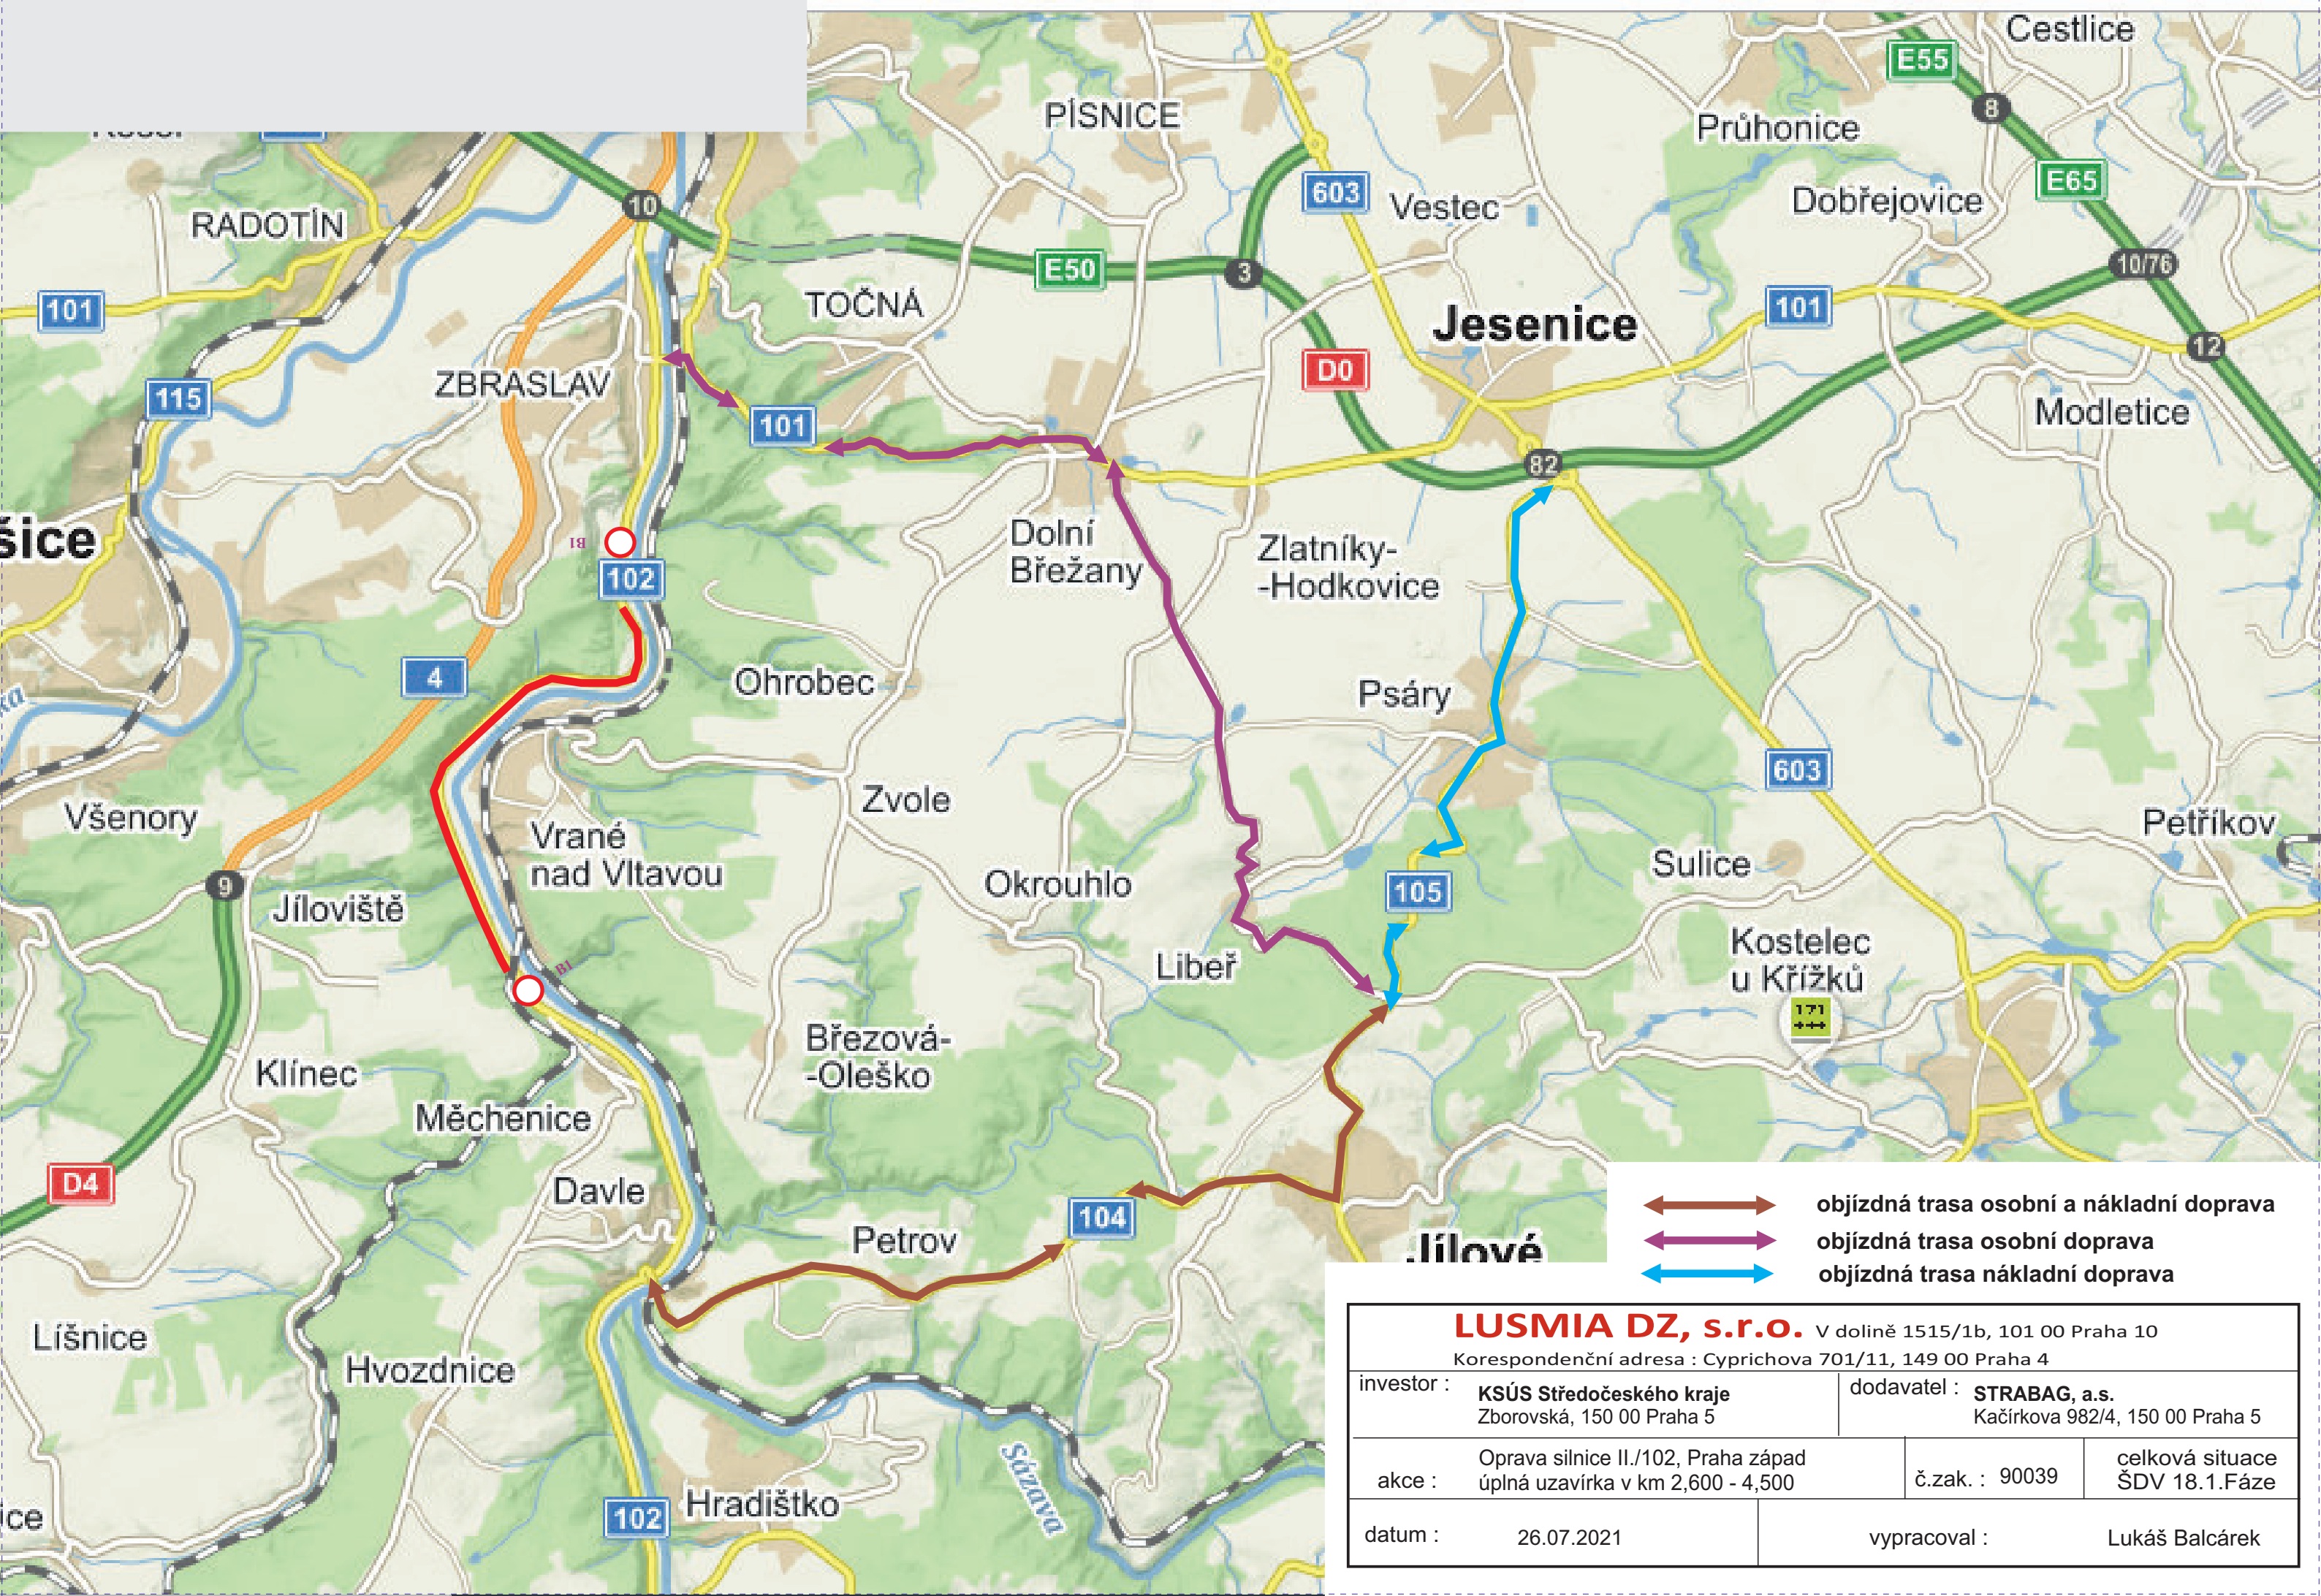 Cestlice
E55
PÍSNICE
8
Průhonice
E65
603
Vestec
Dobřejovice
10
RADOTÍN
E50
3
10/76
101
TOČNÁ
101
Jesenice
12
D0
ZBRASLAV
115
101
Modletice
82
šice
B1
Dolní
Břežany
Zlatníky-
-Hodkovice
102
4
Ohrobec
Psáry
603
Všenory
Zvole
Vrané
nad Vltavou
Petříkov
Sulice
9
Jíloviště
Okrouhlo
105
Kostelec
u Křížků
Libeř
B1
171
Březová-
-Oleško
Klínec
Měchenice
D4
Davle
104
Petrov
Jílové
Líšnice
Hvozdnice
Sázava
102
Hradištko
ice
objízdná trasa osobní a nákladní doprava
objízdná trasa osobní doprava
objízdná trasa nákladní doprava
LUSMIA DZ, s.r.o. V dolině 1515/1b, 101 00 Praha 10
Korespondenční adresa : Cyprichova 701/11, 149 00 Praha 4
investor : KSÚS Středočeského kraje
Zborovská, 150 00 Praha 5
dodavatel : STRABAG, a.s.
Kačírkova 982/4, 150 00 Praha 5
akce : Oprava silnice II./102, Praha západ
úplná uzavírka v km 2,600 - 4,500
č.zak. : 90039
celková situace
ŠDV 18.1.Fáze
datum : 26.07.2021
vypracoval : Lukáš Balcárek